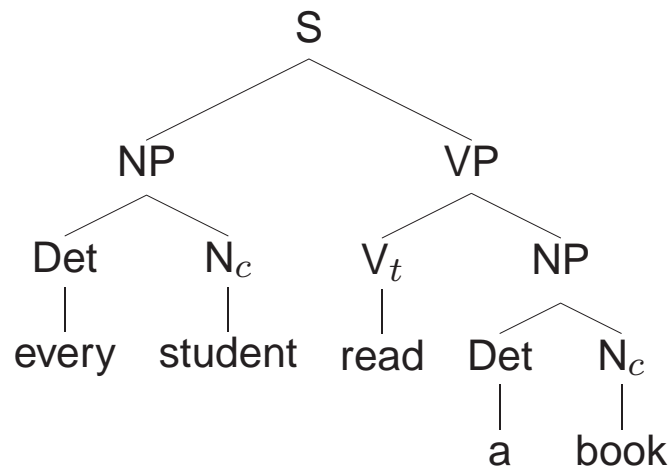 S
NP VP
Det N_c V_t NP
every student read Det N_c
a book